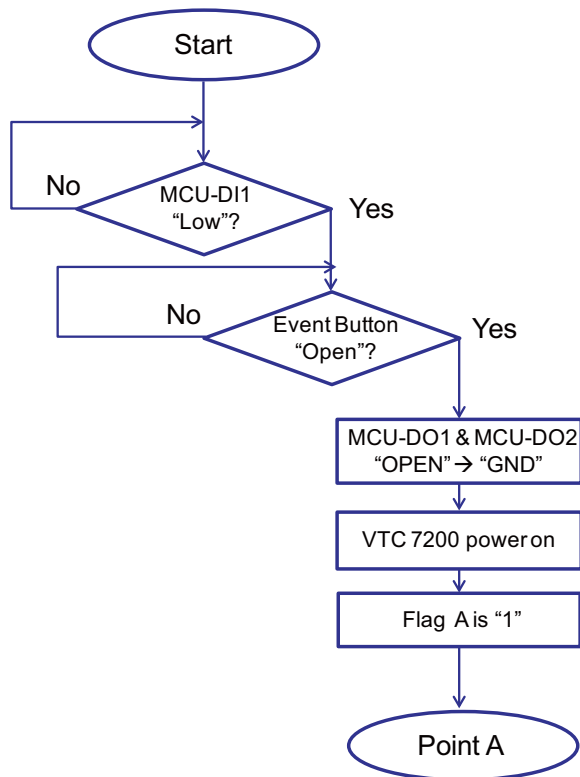 Start
No
MCU-DI1
“Low”?
Yes
No
Event Button
“Open”?
Yes
MCU-DO1 & MCU-DO2
“OPEN” → “GND”
VTC 7200 power on
Flag A is “1”
Point A